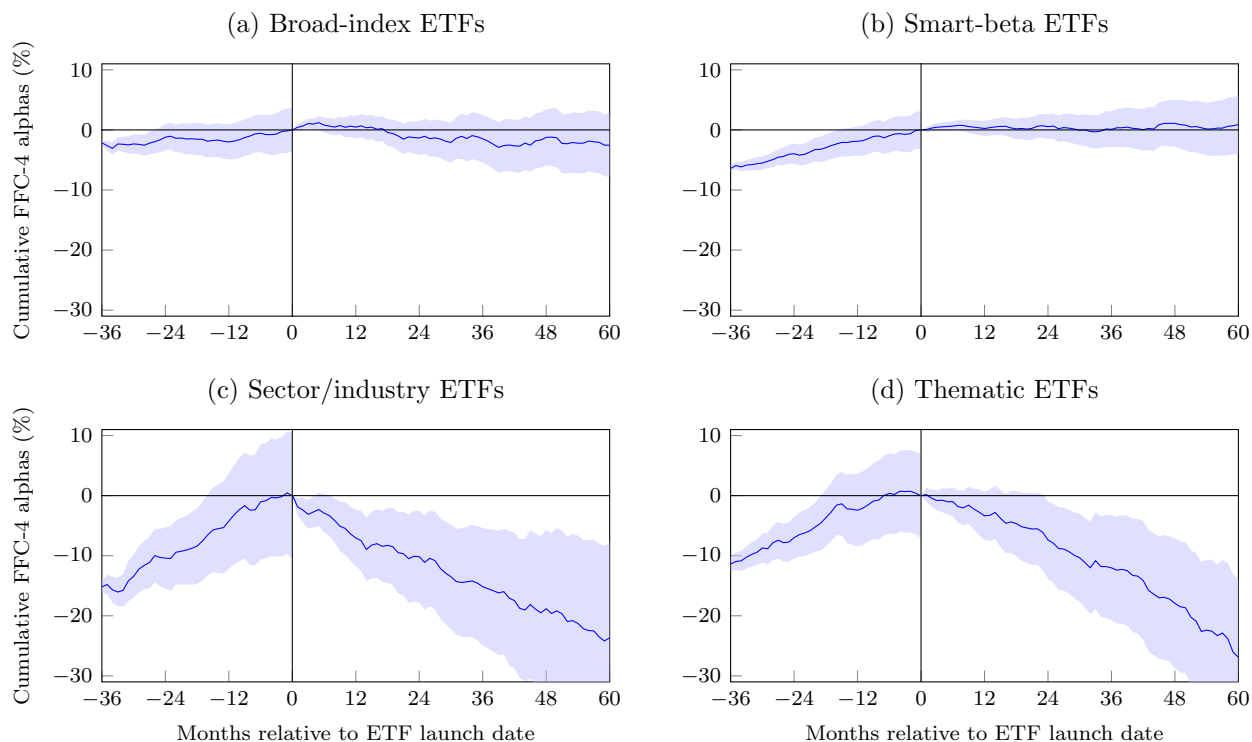 (a) Broad-index ETFs
(b) Smart-beta ETFs
Cumulative FFC-4 alphas (%)
10
0
−10
−20
−30
−36 −24 −12 0 12 24 36 48 60
10
0
−10
−20
−30
−36 −24 −12 0 12 24 36 48 60
(c) Sector/industry ETFs
(d) Thematic ETFs
Cumulative FFC-4 alphas (%)
10
0
−10
−20
−30
−36 −24 −12 0 12 24 36 48 60
Months relative to ETF launch date
10
0
−10
−20
−30
−36 −24 −12 0 12 24 36 48 60
Months relative to ETF launch date